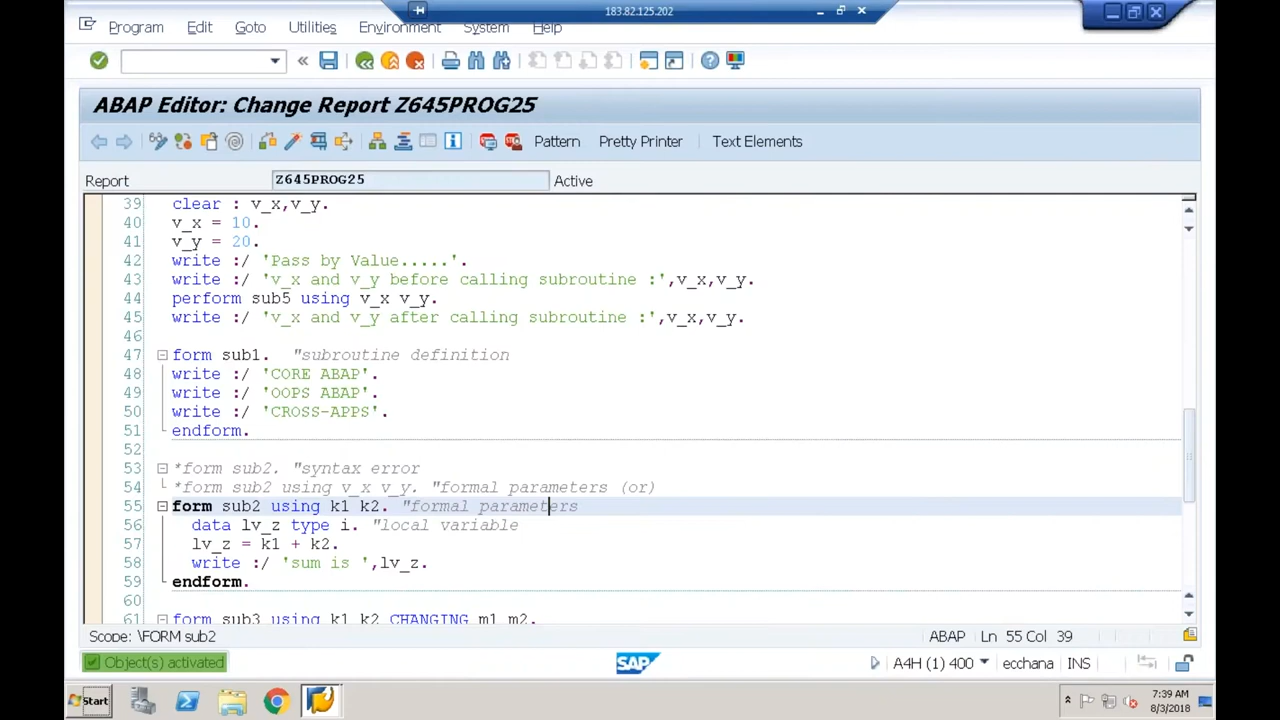 183.82.125.202
Program Edit Goto Utilities Environment System Help
ABAP Editor: Change Report Z645PROG25
Pattern Pretty Printer Text Elements
Report Z645PROG25 Active
39 clear : v_x,v_y.
40 v_x = 10.
41 v_y = 20.
42 write :/ 'Pass by Value.....'.
43 write :/ 'v_x and v_y before calling subroutine :',v_x,v_y.
44 perform sub5 using v_x v_y.
45 write :/ 'v_x and v_y after calling subroutine :',v_x,v_y.
46
47 form sub1. "subroutine definition
48 write :/ 'CORE ABAP'.
49 write :/ 'OOPS ABAP'.
50 write :/ 'CROSS-APPS'.
51 endform.
52
53 *form sub2. "syntax error
54 *form sub2 using v_x v_y. "formal parameters (or)
55 form sub2 using k1 k2. "formal parameters
56 data lv_z type i. "local variable
57 lv_z = k1 + k2.
58 write :/ 'sum is ',lv_z.
59 endform.
60
61 form sub3 using k1 k2 CHANGING m1 m2.
Scope: \FORM sub2 ABAP Ln 55 Col 39
Object(s) activated SAP A4H (1) 400 ecchana INS
Start 7:39 AM
8/3/2018